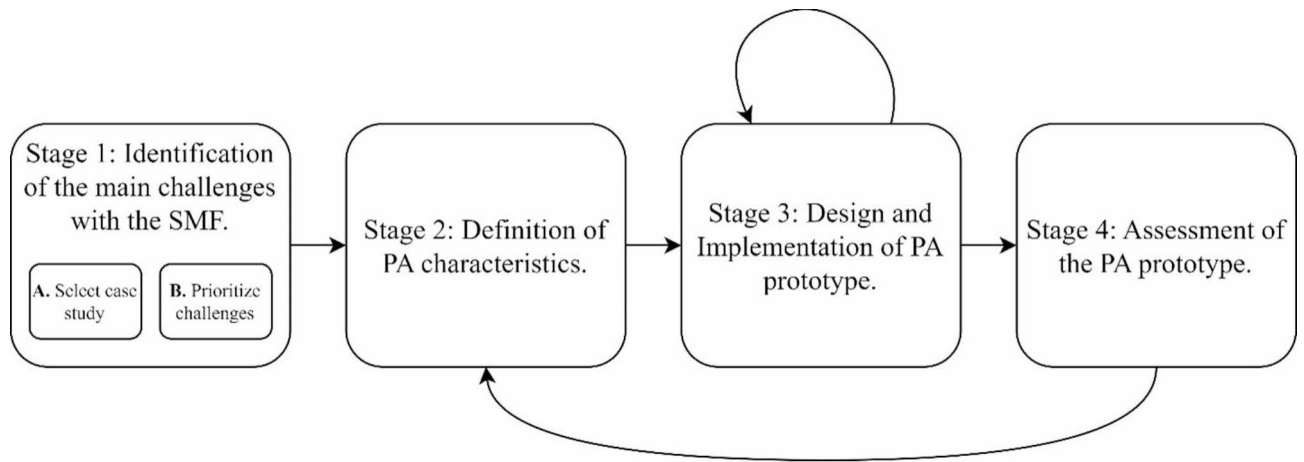 Stage 1: Identification
of the main challenges
with the SMF.
A. Select case
study
B. Prioritize
challenges
Stage 2: Definition of
PA characteristics.
Stage 3: Design and
Implementation of PA
prototype.
Stage 4: Assessment of
the PA prototype.